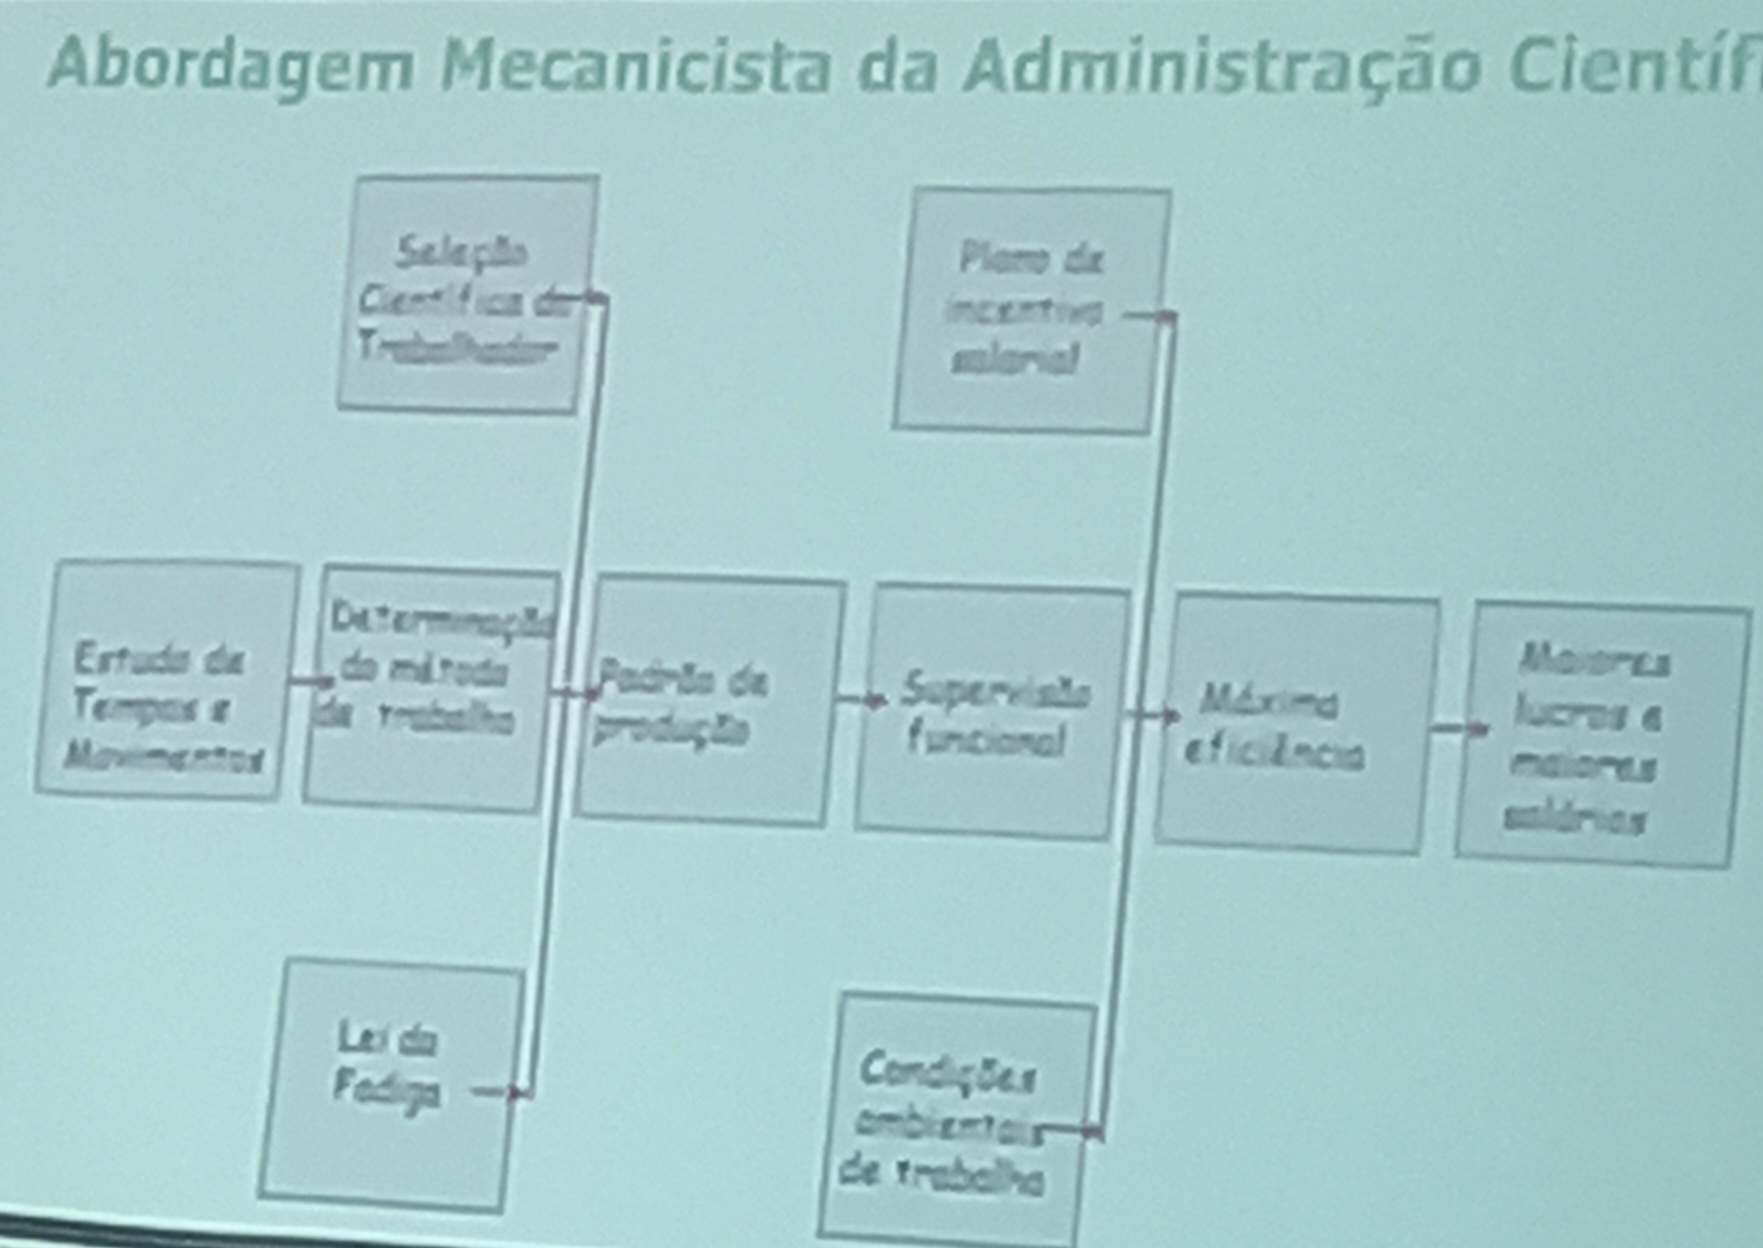 Abordagem Mecanicista da Administração Científ
Seleção
Científica do
Trabalhador
Plano de
incentivo
salarial
Estudo de
Tempos e
Movimentos
Determinação
do método
de trabalho
Padrão de
produção
Supervisão
funcional
Máxima
eficiência
Maiores
lucros e
maiores
salários
Lei da
Fadiga
Condições
ambientais
de trabalho